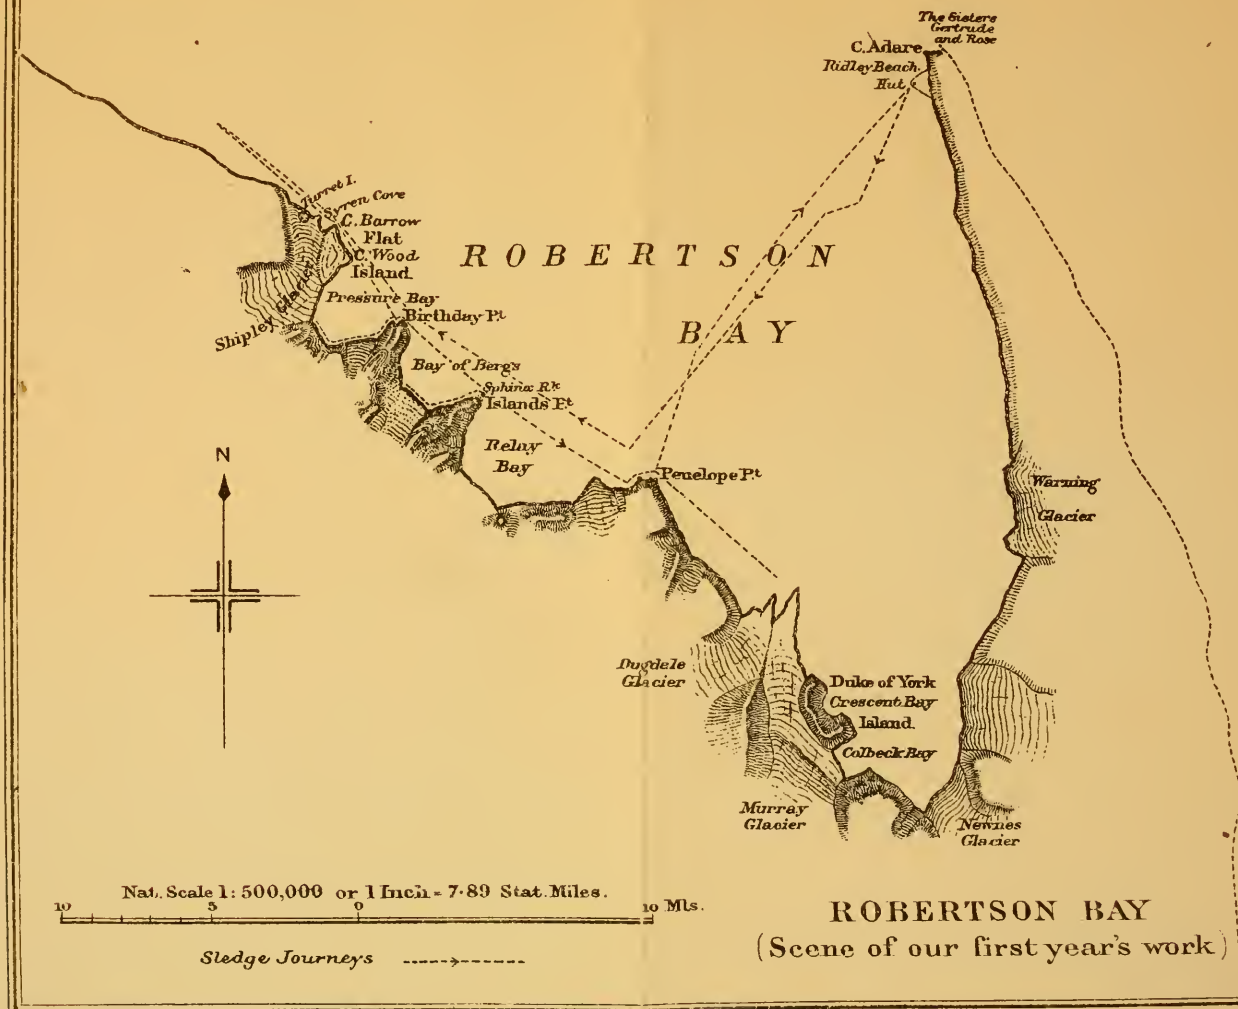 The Sisters
Gertrude
and Rose
C. Adare
Ridley Beach.
Hut
Turret I.
Syren Cove
C. Barrow
Flat
C. Wood
Island.
ROBERTSON
BAY
Shipley Glacier
Pressure Bay
Birthday Pt
Bay of Bergs
Sphinx Rk
Islands Pt
Relay
Bay
Penelope Pt
Warning
Glacier
N
Dugdele
Glacier
Duke of York
Crescent Bay
Island.
Colbeck Bay
Murray
Glacier
Newnes
Glacier
Nat. Scale 1:500,000 or 1 Inch = 7·89 Stat. Miles.
10 5 0 10 Mls.
Sledge Journeys
ROBERTSON BAY
(Scene of our first year's work)